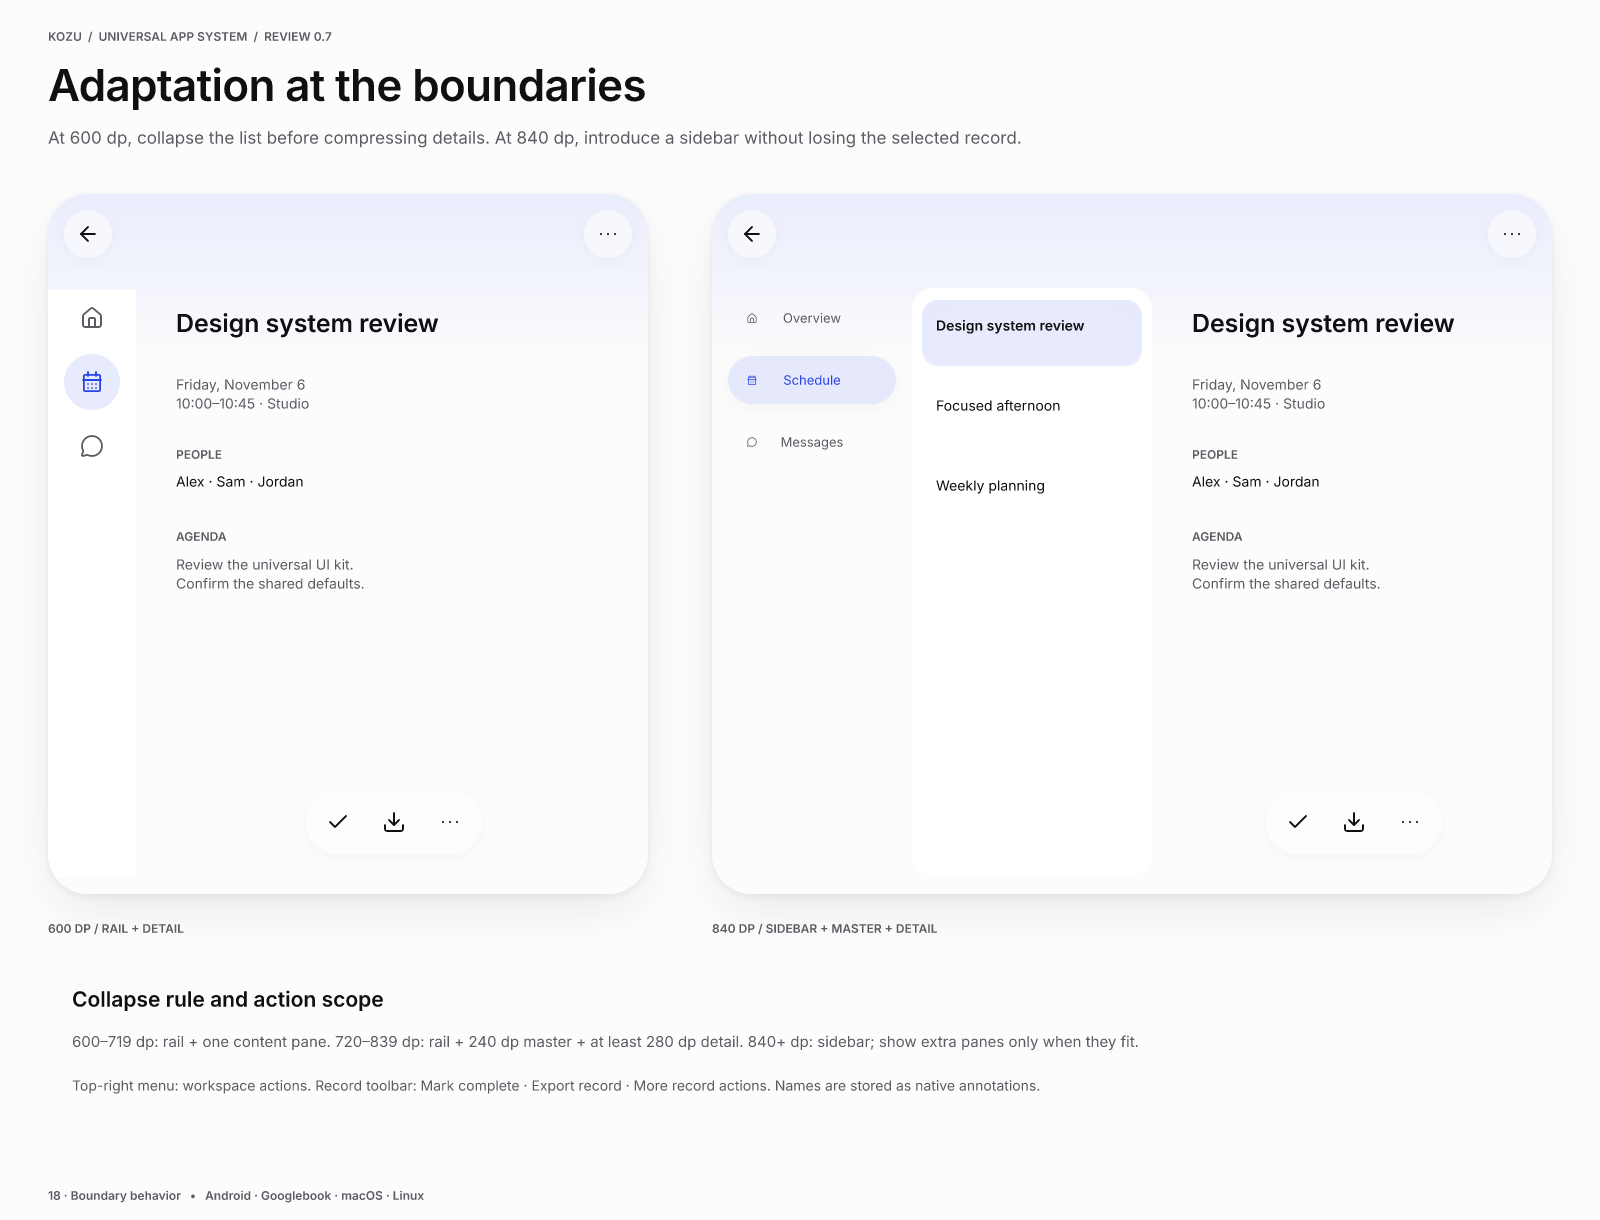 KOZU / UNIVERSAL APP SYSTEM / REVIEW 0.7
Adaptation at the boundaries
At 600 dp, collapse the list before compressing details. At 840 dp, introduce a sidebar without losing the selected record.
Design system review
Friday, November 6
10:00–10:45 · Studio
PEOPLE
Alex · Sam · Jordan
AGENDA
Review the universal UI kit.
Confirm the shared defaults.
600 DP / RAIL + DETAIL
Overview
Schedule
Messages
Design system review
Focused afternoon
Weekly planning
Design system review
Friday, November 6
10:00–10:45 · Studio
PEOPLE
Alex · Sam · Jordan
AGENDA
Review the universal UI kit.
Confirm the shared defaults.
840 DP / SIDEBAR + MASTER + DETAIL
Collapse rule and action scope
600–719 dp: rail + one content pane. 720–839 dp: rail + 240 dp master + at least 280 dp detail. 840+ dp: sidebar; show extra panes only when they fit.
Top-right menu: workspace actions. Record toolbar: Mark complete · Export record · More record actions. Names are stored as native annotations.
18 · Boundary behavior • Android · Googlebook · macOS · Linux